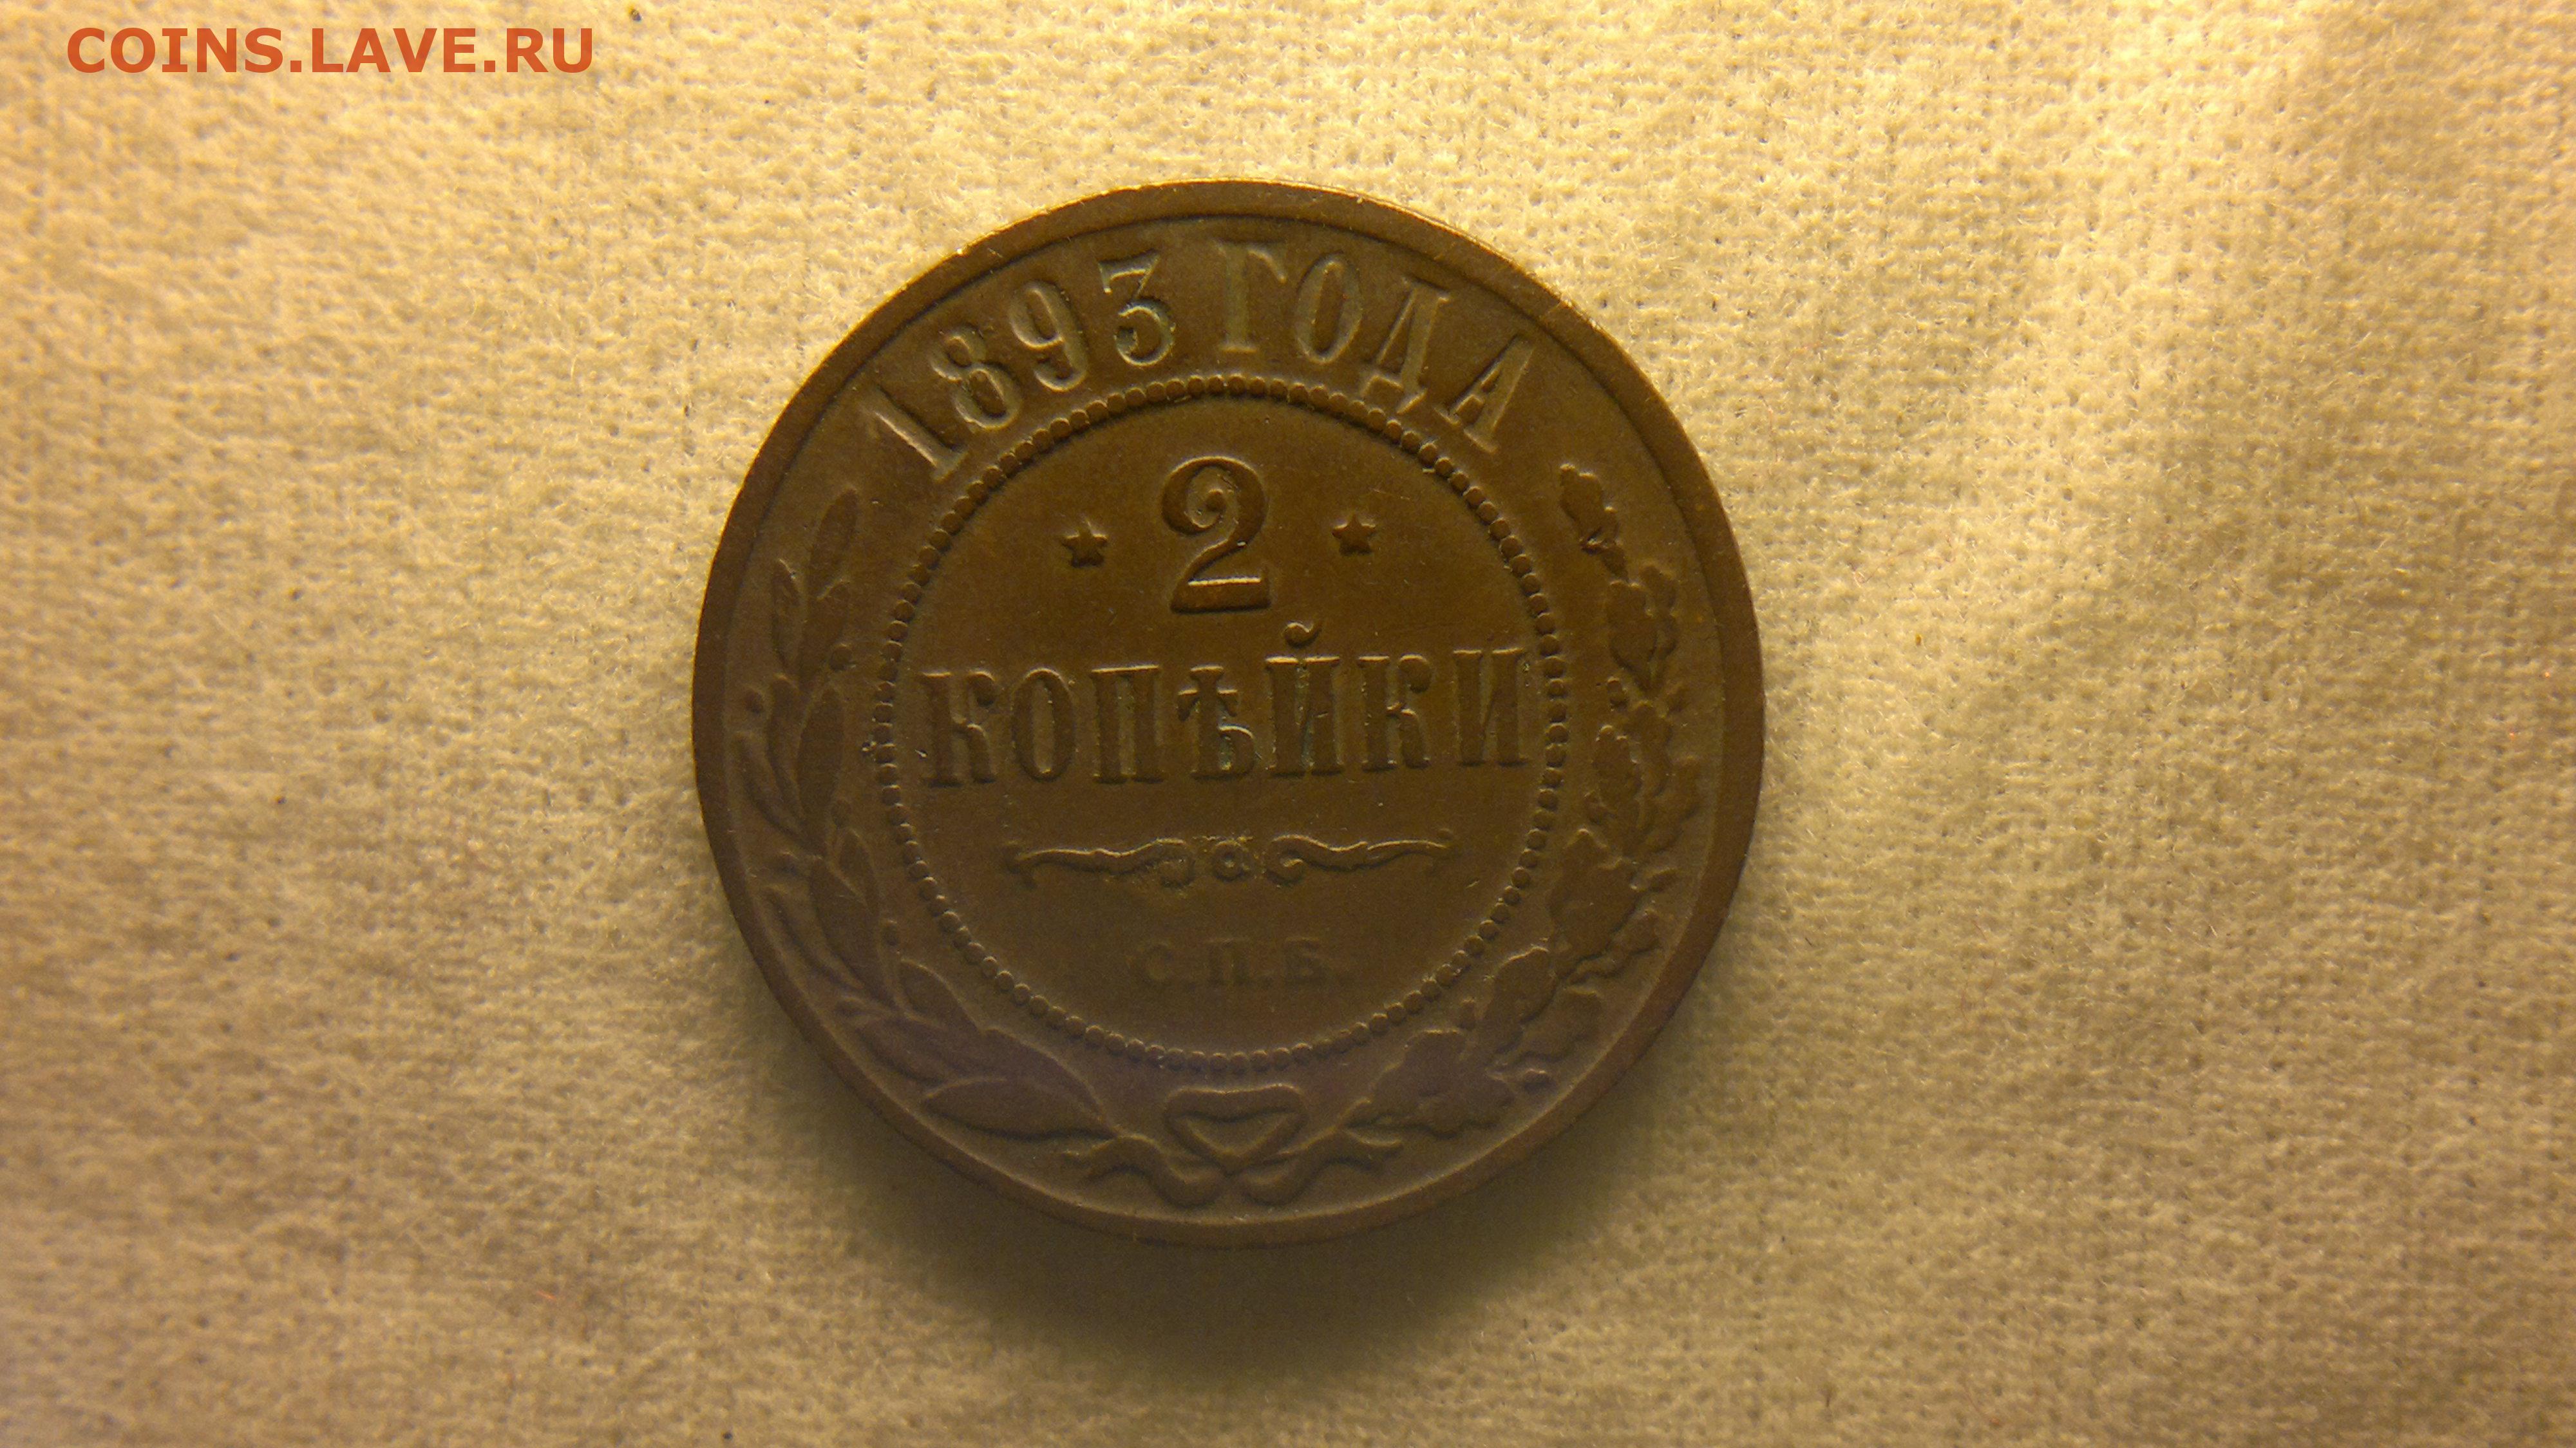 COINS.LAVE.RU
1893 ГОДА
2
КОПѢЙКИ
С.П.Б.